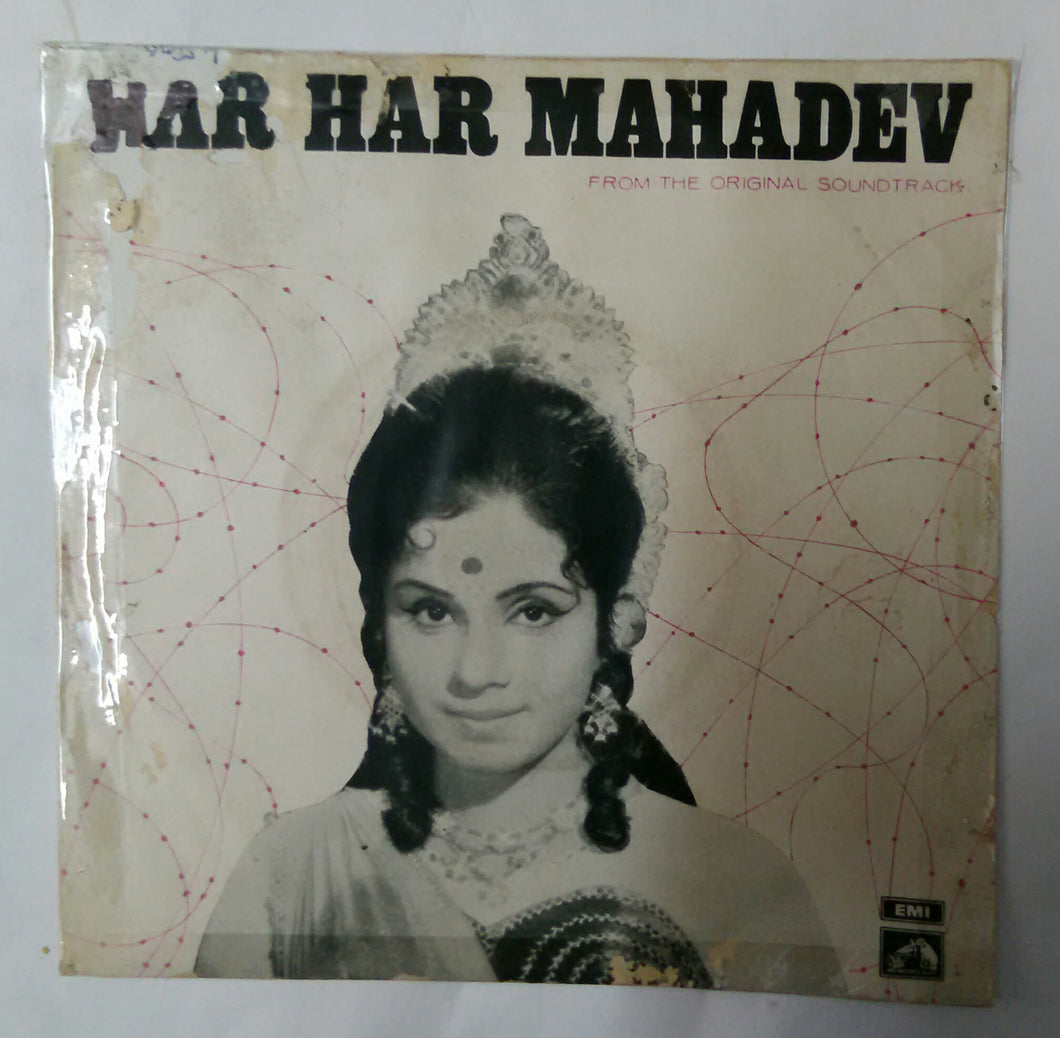 HAR HAR MAHADEV
FROM THE ORIGINAL SOUNDTRACK
EMI